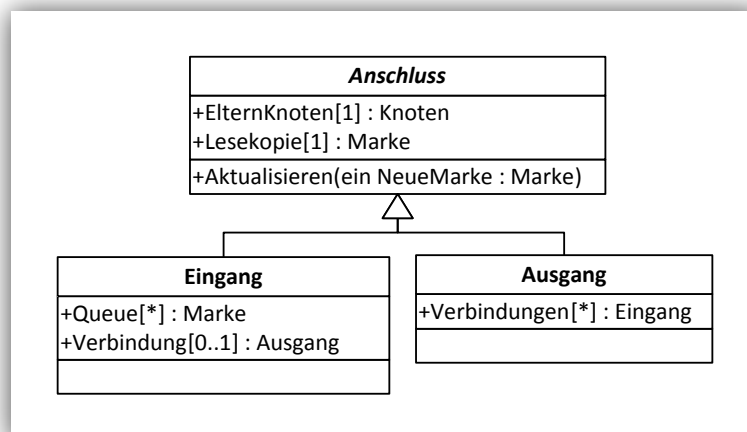 Anschluss
+ElternKnoten[1] : Knoten
+Lesekopie[1] : Marke
+Aktualisieren(ein NeueMarke : Marke)
Eingang
+Queue[*] : Marke
+Verbindung[0..1] : Ausgang
Ausgang
+Verbindungen[*] : Eingang